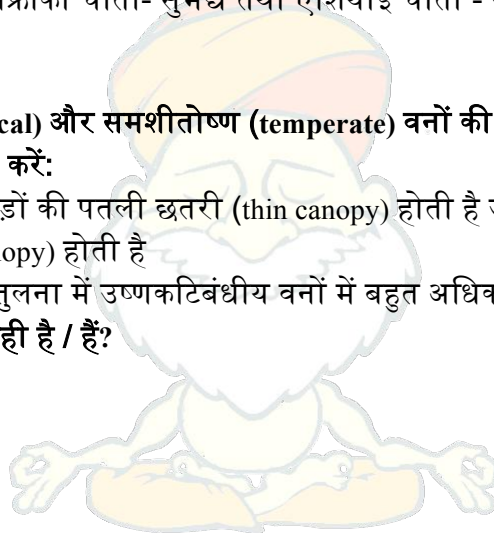 वार्ता- सुमेध तथा एशियाई वार्ता -
cal) और समशीतोष्ण (temperate) वनों की
करें:
ड़ों की पतली छतरी (thin canopy) होती है
opy) होती है
तुलना में उष्णकटिबंधीय वनों में बहुत अधिक
ही है / हैं?